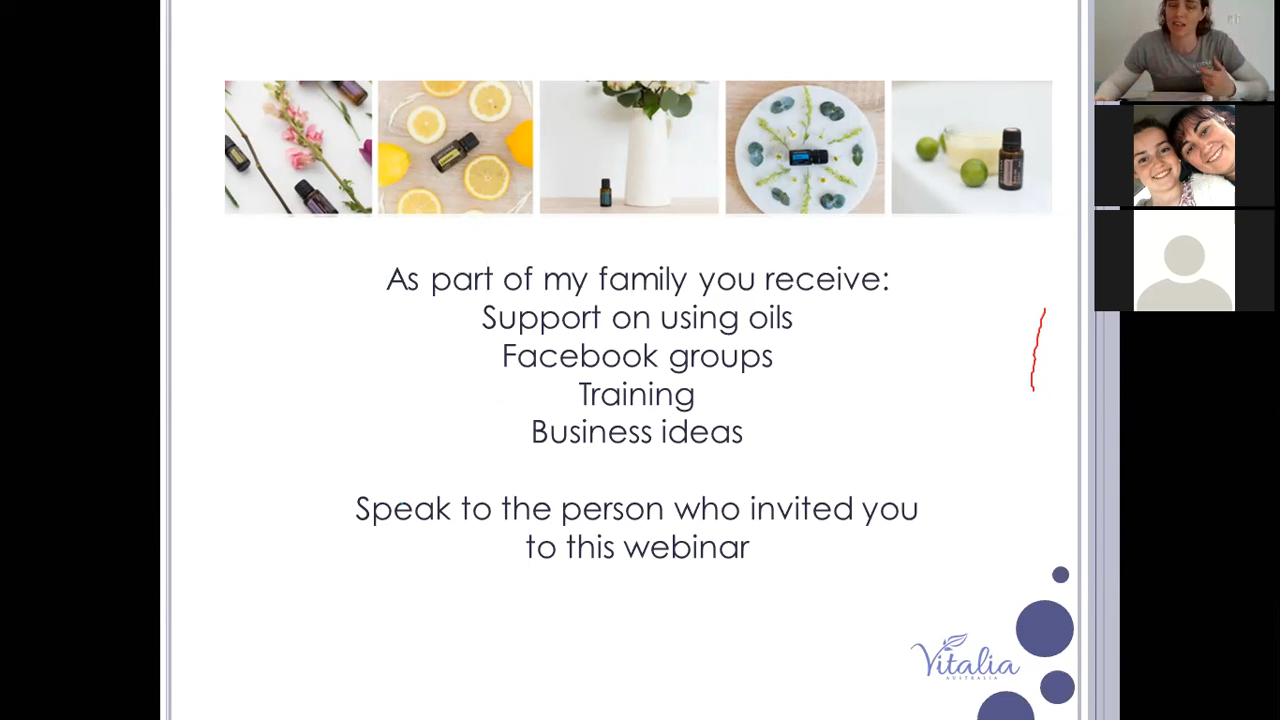 As part of my family you receive:
Support on using oils
Facebook groups
Training
Business ideas
Speak to the person who invited you
to this webinar
Vitalia
AUSTRALIA